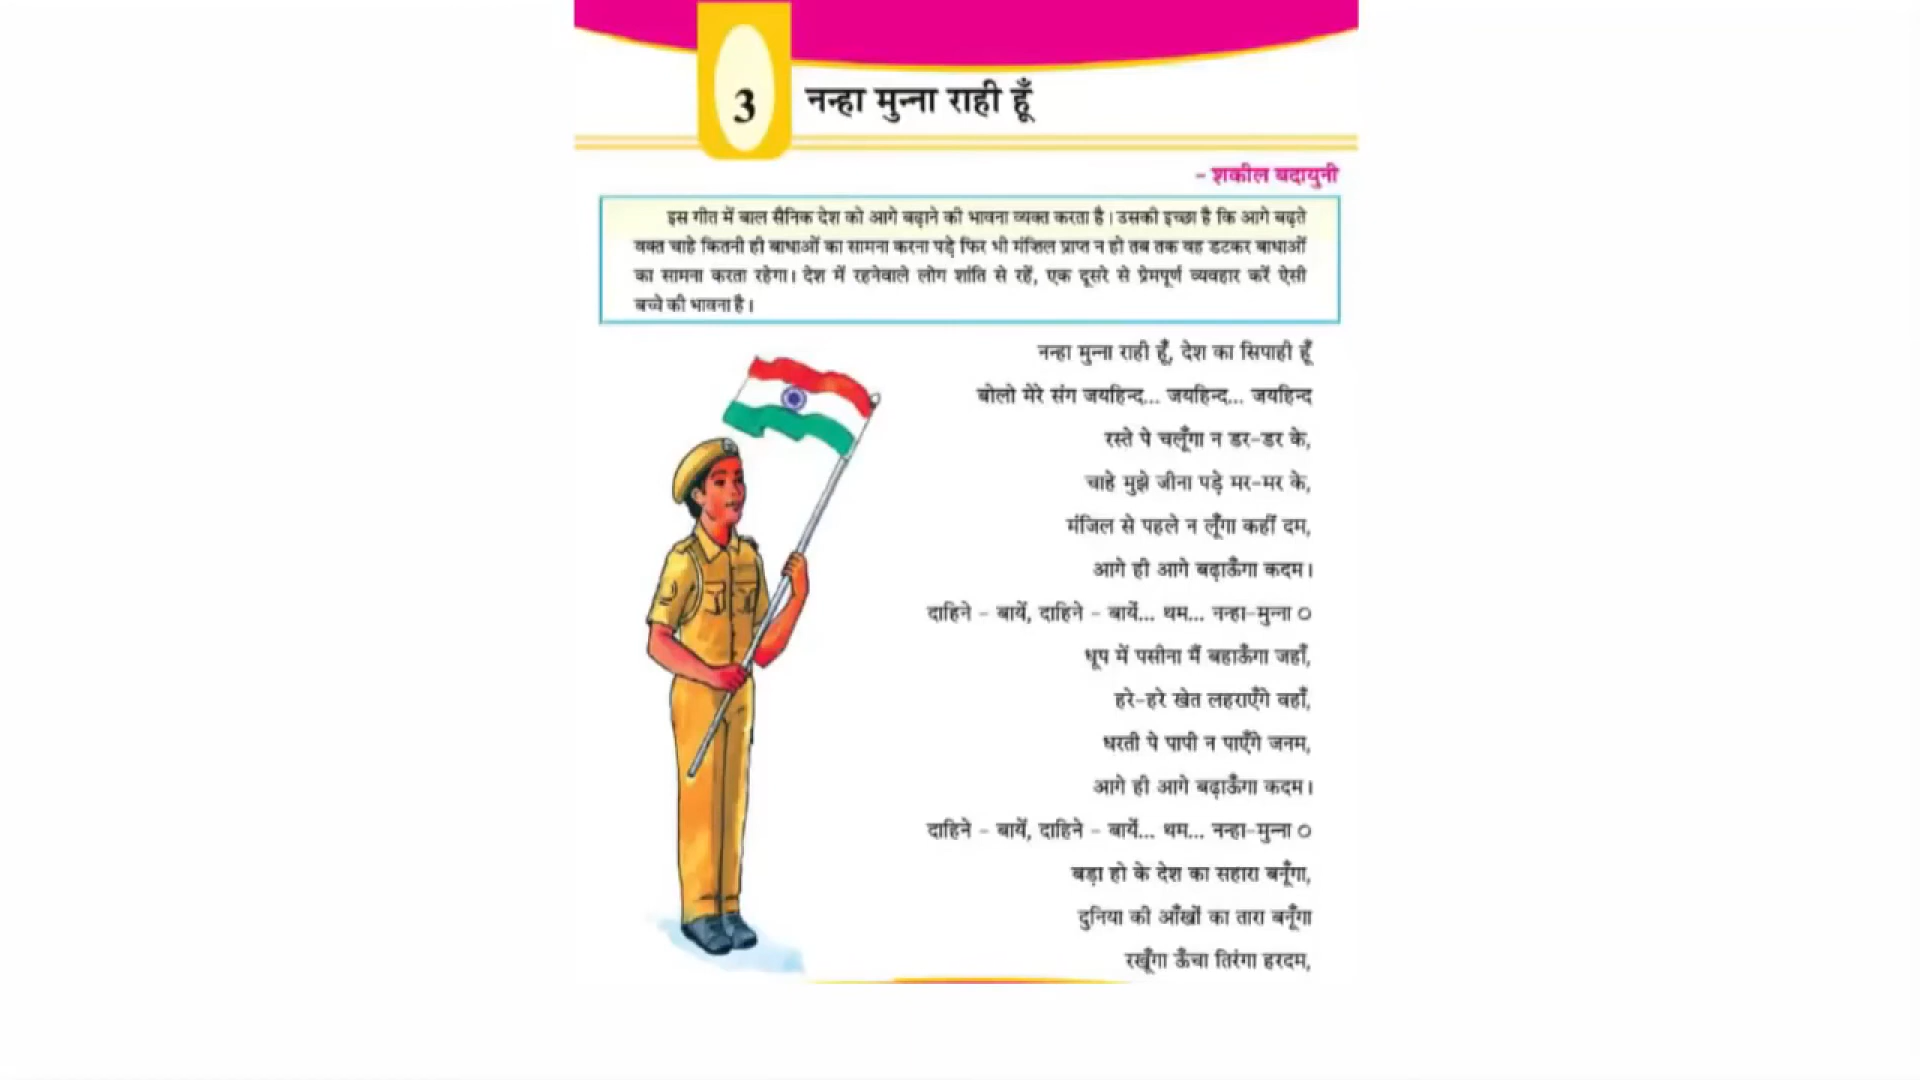 3
नन्हा मुन्ना राही हूँ
- शकील बदायुनी
इस गीत में बाल सैनिक देश को आगे बढ़ाने की भावना व्यक्त करता है। उसकी इच्छा है कि आगे बढ़ते
वक्त चाहे कितनी ही बाधाओं का सामना करना पड़े फिर भी मंज़िल प्राप्त न हो तब तक वह डटकर बाधाओं
का सामना करता रहेगा। देश में रहनेवाले लोग शांति से रहें, एक दूसरे से प्रेमपूर्ण व्यवहार करें ऐसी
बच्चे की भावना है।
नन्हा मुन्ना राही हूँ, देश का सिपाही हूँ
बोलो मेरे संग जयहिन्द... जयहिन्द... जयहिन्द
रस्ते पे चलूँगा न डर-डर के,
चाहे मुझे जीना पड़े मर-मर के,
मंजिल से पहले न लूँगा कहीं दम,
आगे ही आगे बढ़ाऊँगा कदम।
दाहिने - बायें, दाहिने - बायें... थम... नन्हा-मुन्ना ०
धूप में पसीना मैं बहाऊँगा जहाँ,
हरे-हरे खेत लहराएँगे वहाँ,
धरती पे पापी न पाएँगे जनम,
आगे ही आगे बढ़ाऊँगा कदम।
दाहिने - बायें, दाहिने - बायें... थम... नन्हा-मुन्ना ०
बड़ा हो के देश का सहारा बनूँगा,
दुनिया की आँखों का तारा बनूँगा
रखूँगा ऊँचा तिरंगा हरदम,